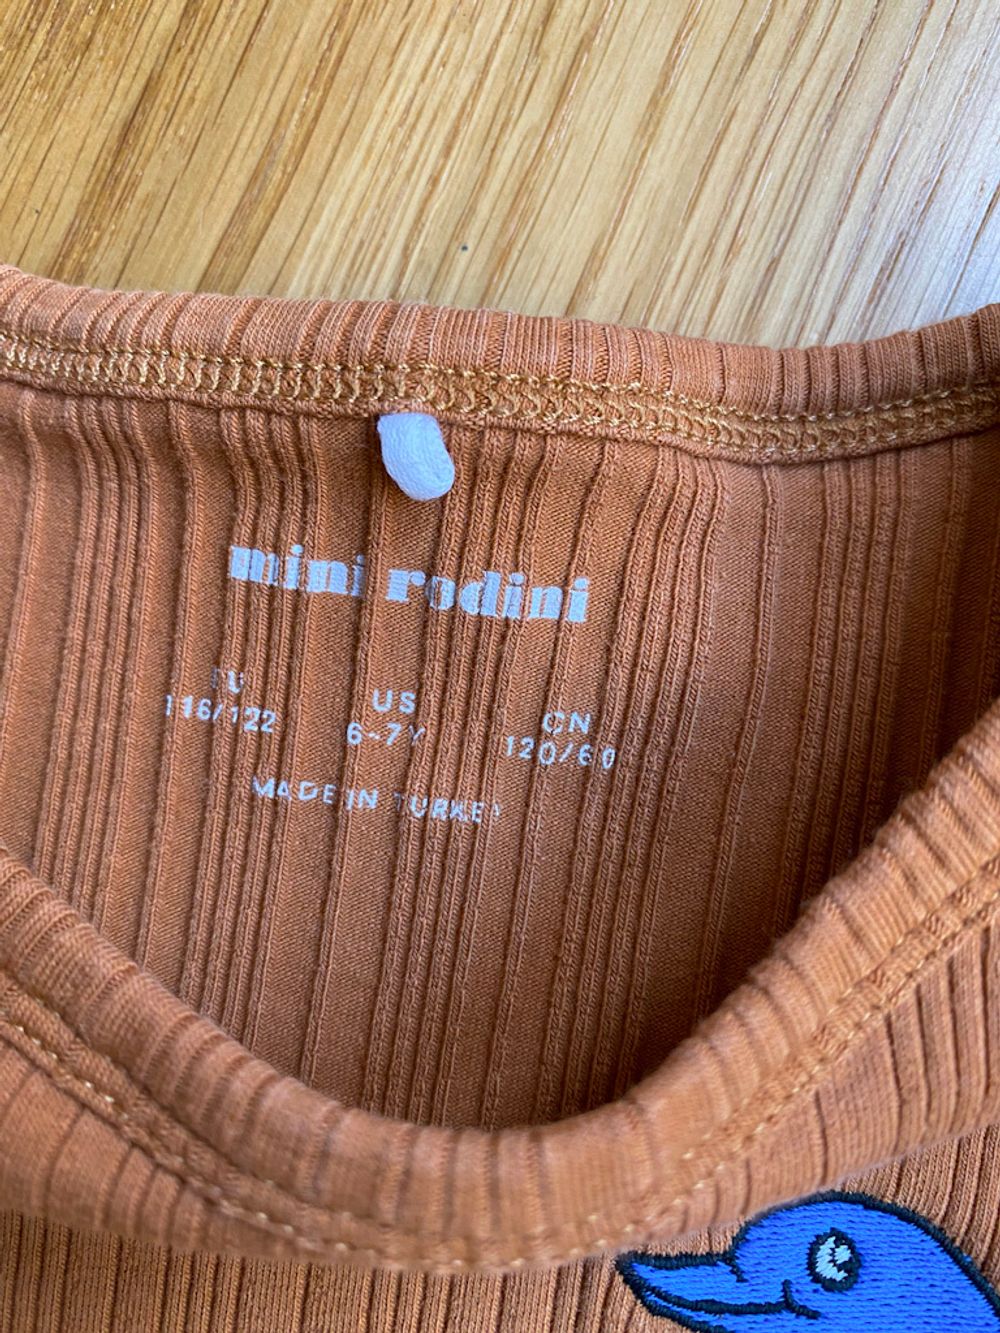 mini rodini
EU US CN
116/122 6-7Y 120/60
MADE IN TURKEY